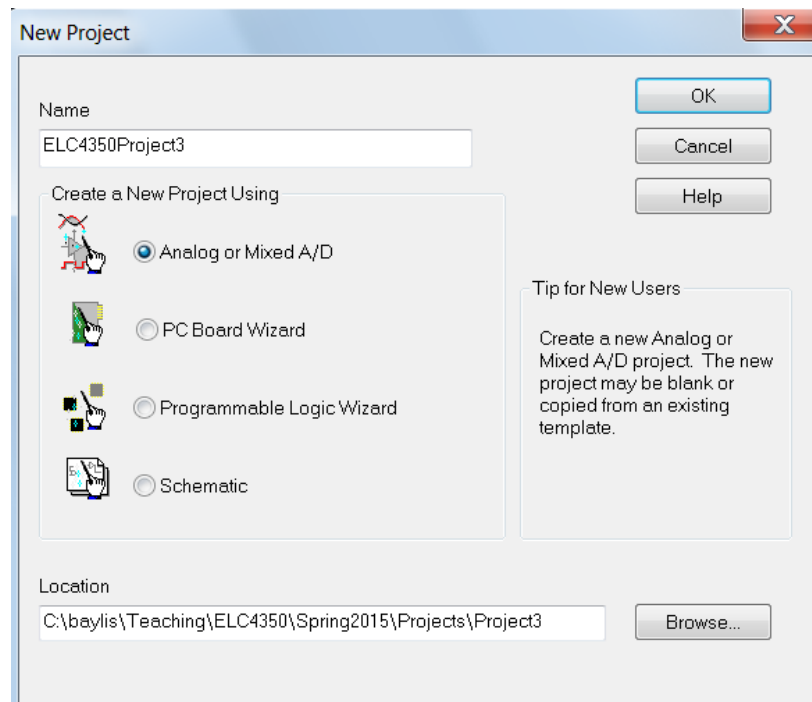 New Project
Name
OK
ELC4350Project3
Cancel
Create a New Project Using
Help
Analog or Mixed A/D
PC Board Wizard
Programmable Logic Wizard
Schematic
Tip for New Users
Create a new Analog or
Mixed A/D project. The new
project may be blank or
copied from an existing
template.
Location
C:\baylis\Teaching\ELC4350\Spring2015\Projects\Project3
Browse...